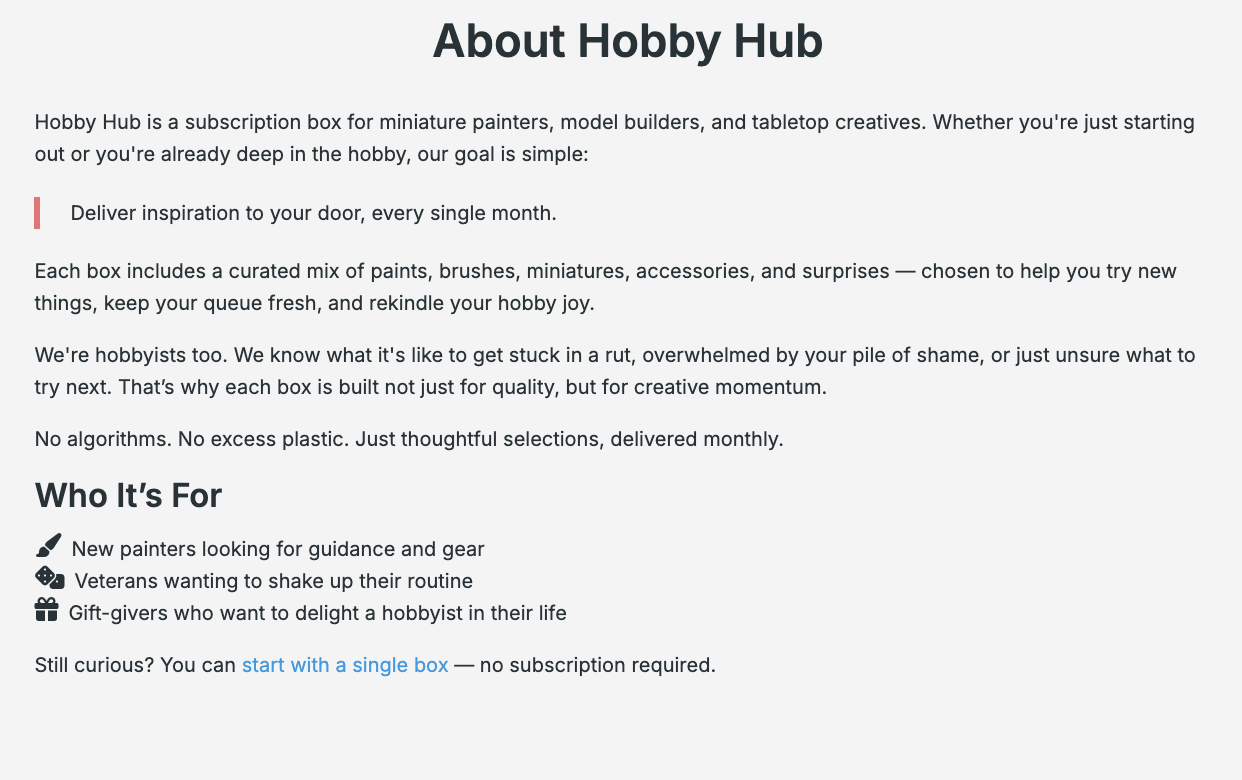 About Hobby Hub
Hobby Hub is a subscription box for miniature painters, model builders, and tabletop creatives. Whether you're just starting
out or you're already deep in the hobby, our goal is simple:
Deliver inspiration to your door, every single month.
Each box includes a curated mix of paints, brushes, miniatures, accessories, and surprises — chosen to help you try new
things, keep your queue fresh, and rekindle your hobby joy.
We're hobbyists too. We know what it's like to get stuck in a rut, overwhelmed by your pile of shame, or just unsure what to
try next. That’s why each box is built not just for quality, but for creative momentum.
No algorithms. No excess plastic. Just thoughtful selections, delivered monthly.
Who It’s For
New painters looking for guidance and gear
Veterans wanting to shake up their routine
Gift-givers who want to delight a hobbyist in their life
Still curious? You can start with a single box — no subscription required.